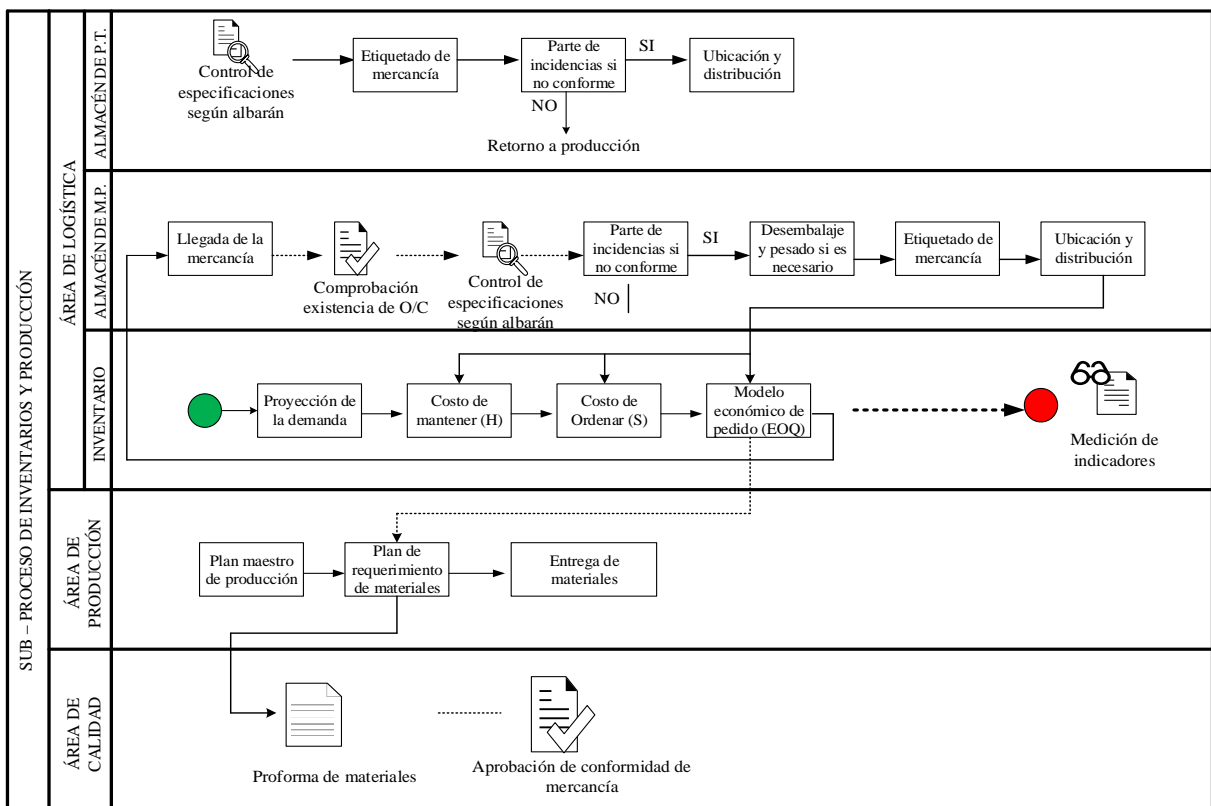 SUB – PROCESO DE INVENTARIOS Y PRODUCCIÓN
ÁREA DE LOGÍSTICA
ALMACÉN DE P.T.
Control de
especificaciones
según albarán
Etiquetado de
mercancía
Parte de
incidencias si
no conforme
SI
NO
Retorno a producción
Ubicación y
distribución
ALMACÉN DE M.P.
Llegada de la
mercancía
Comprobación
existencia de O/C
Control de
especificaciones
según albarán
Parte de
incidencias si
no conforme
SI
NO
Desembalaje
y pesado si es
necesario
Etiquetado de
mercancía
Ubicación y
distribución
INVENTARIO
Proyección de
la demanda
Costo de
mantener (H)
Costo de
Ordenar (S)
Modelo
económico de
pedido (EOQ)
Medición de
indicadores
ÁREA DE
PRODUCCIÓN
Plan maestro
de producción
Plan de
requerimiento
de materiales
Entrega de
materiales
ÁREA DE
CALIDAD
Proforma de materiales
Aprobación de conformidad de
mercancía